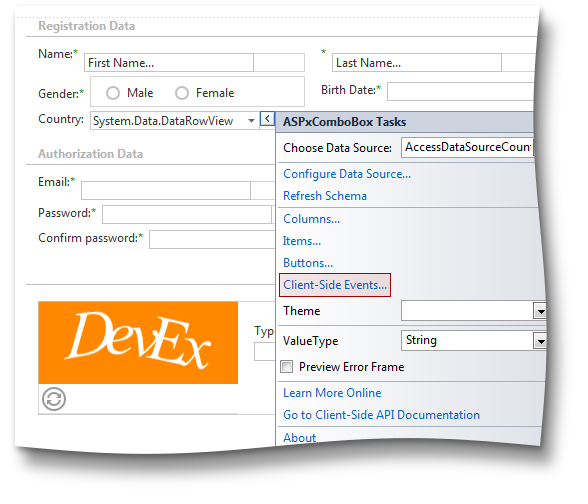 Registration Data
Name:* First Name... * Last Name...
Gender:* Male Female Birth Date:*
Country: System.Data.DataRowView
ASPxComboBox Tasks
Choose Data Source: AccessDataSourceCount
Configure Data Source...
Refresh Schema
Columns...
Items...
Buttons...
Client-Side Events...
Theme
ValueType String
Preview Error Frame
Learn More Online
Go to Client-Side API Documentation
About
Authorization Data
Email:*
Password:*
Confirm password:*
DevEx
Typ